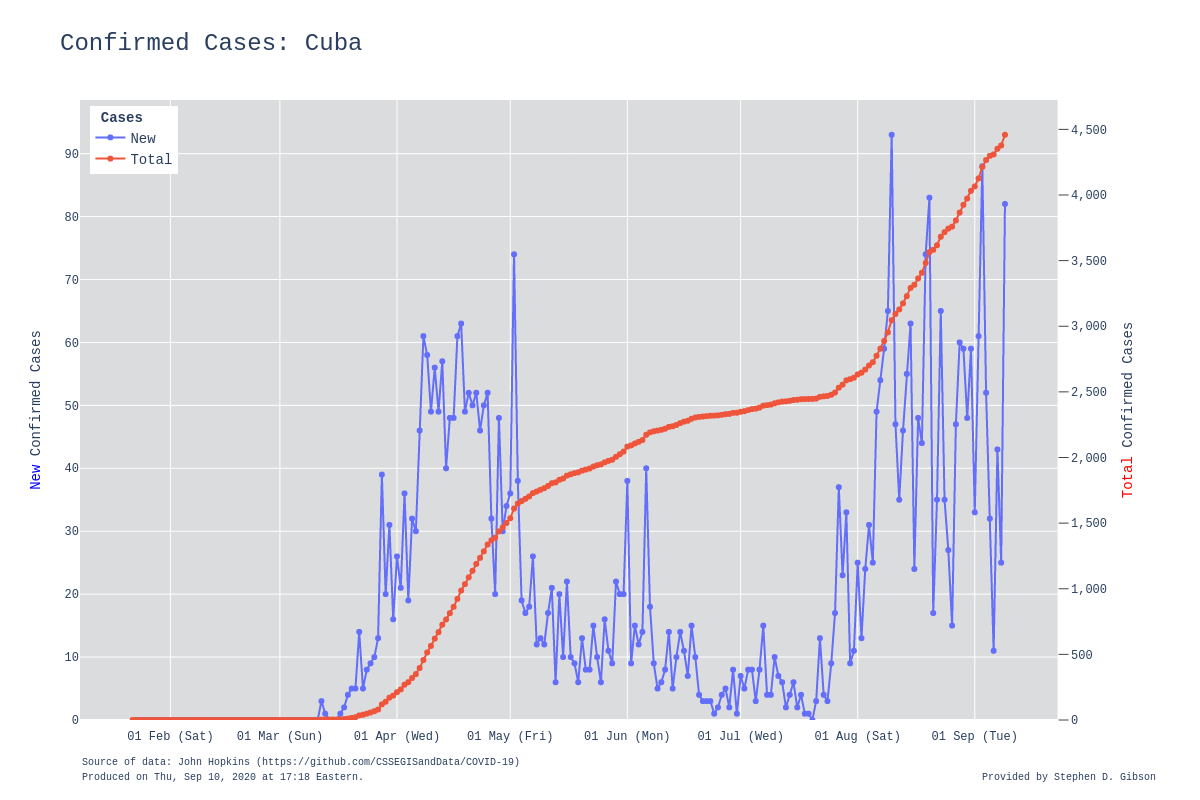 Confirmed Cases: Cuba
Cases
New
Total
90
80
70
60
50
40
30
20
10
0
4,500
4,000
3,500
3,000
2,500
2,000
1,500
1,000
500
0
New Confirmed Cases
Total Confirmed Cases
01 Feb (Sat)
01 Mar (Sun)
01 Apr (Wed)
01 May (Fri)
01 Jun (Mon)
01 Jul (Wed)
01 Aug (Sat)
01 Sep (Tue)
Source of data: John Hopkins (https://github.com/CSSEGISandData/COVID-19)
Produced on Thu, Sep 10, 2020 at 17:18 Eastern.
Provided by Stephen D. Gibson